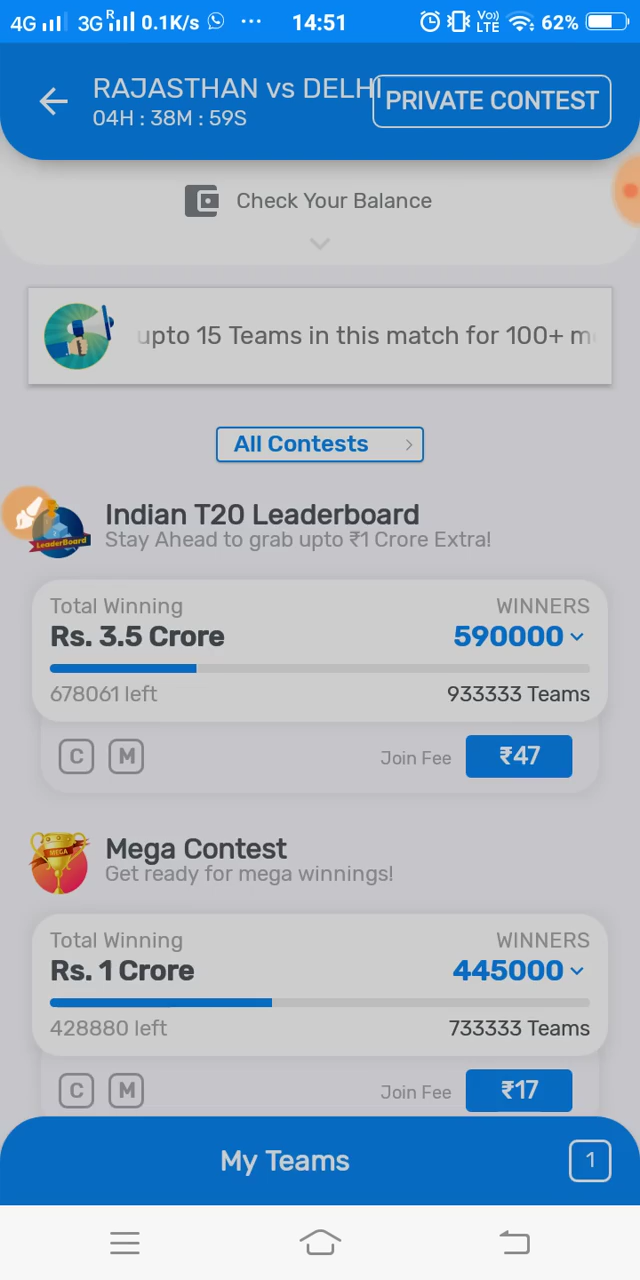 4G 3G R 0.1K/s ... 14:51 Vo) LTE 62%
RAJASTHAN vs DELHI
04H : 38M : 59S
PRIVATE CONTEST
Check Your Balance
upto 15 Teams in this match for 100+ m
All Contests
LeaderBoard
Indian T20 Leaderboard
Stay Ahead to grab upto ₹1 Crore Extra!
Total Winning WINNERS
Rs. 3.5 Crore 590000
678061 left 933333 Teams
C M Join Fee ₹47
MEGA
Mega Contest
Get ready for mega winnings!
Total Winning WINNERS
Rs. 1 Crore 445000
428880 left 733333 Teams
C M Join Fee ₹17
My Teams 1